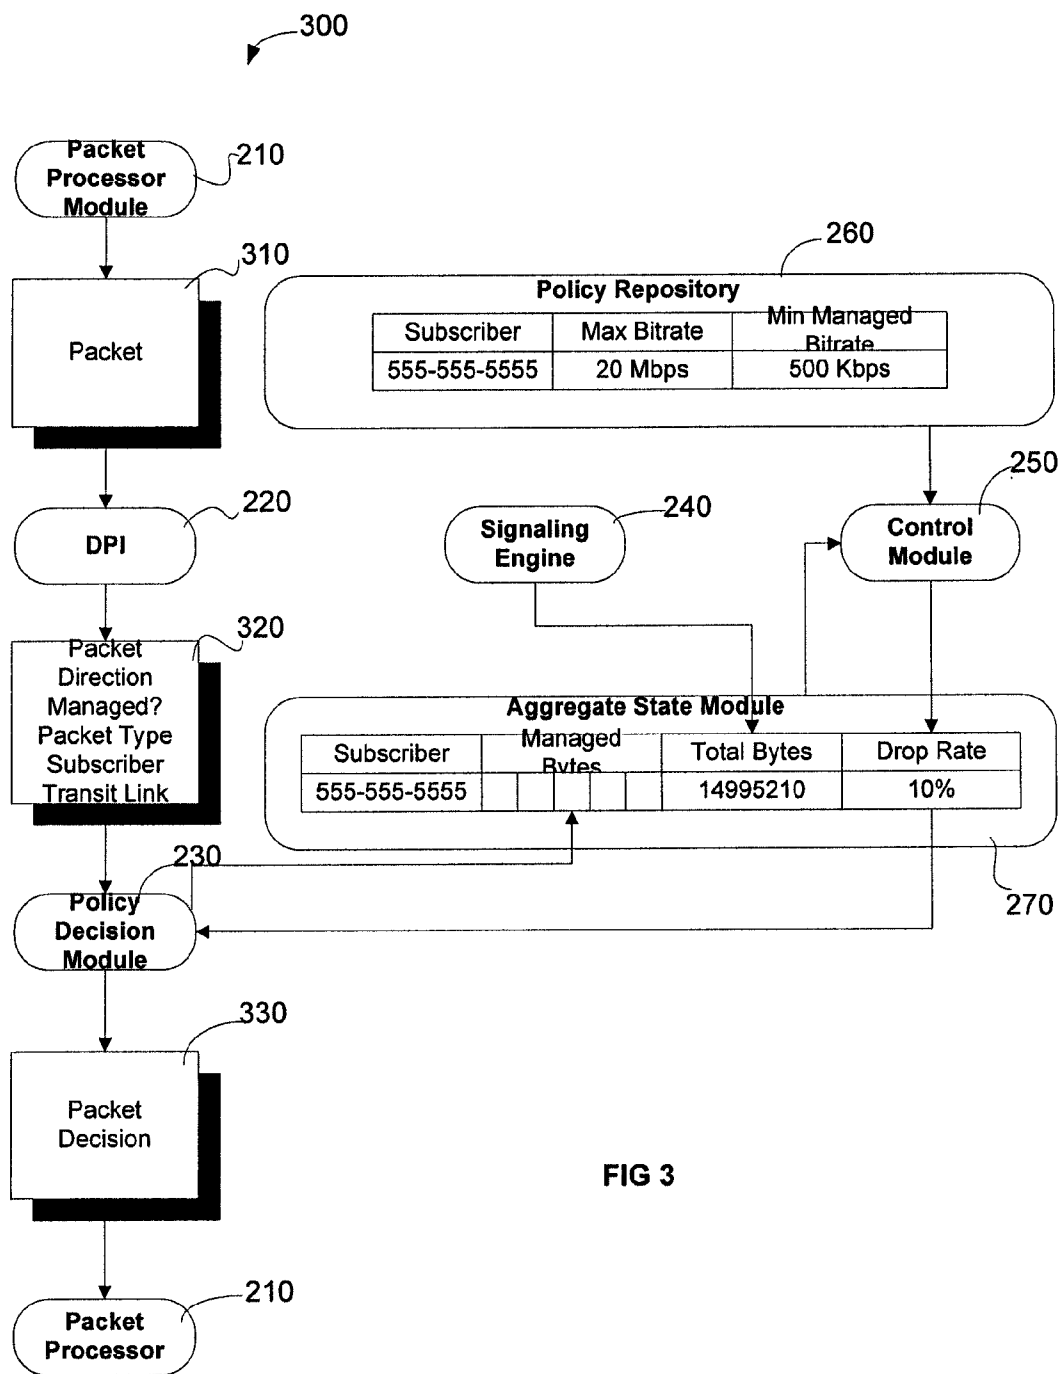 300
Packet
Processor
Module
210
310
Packet
260
Policy Repository
Subscriber
Max Bitrate
Min Managed
Bitrate
555-555-5555
20 Mbps
500 Kbps
220
DPI
240
Signaling
Engine
250
Control
Module
320
Packet
Direction
Managed?
Packet Type
Subscriber
Transit Link
Aggregate State Module
Subscriber
Managed
Bytes
Total Bytes
Drop Rate
555-555-5555
14995210
10%
270
230
Policy
Decision
Module
330
Packet
Decision
FIG 3
210
Packet
Processor